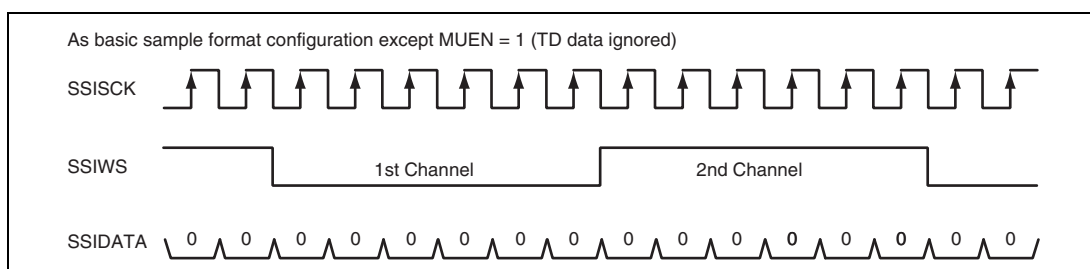 As basic sample format configuration except MUEN = 1 (TD data ignored)
SSISCK
SSIWS 1st Channel 2nd Channel
SSIDATA 0 0 0 0 0 0 0 0 0 0 0 0 0 0 0 0